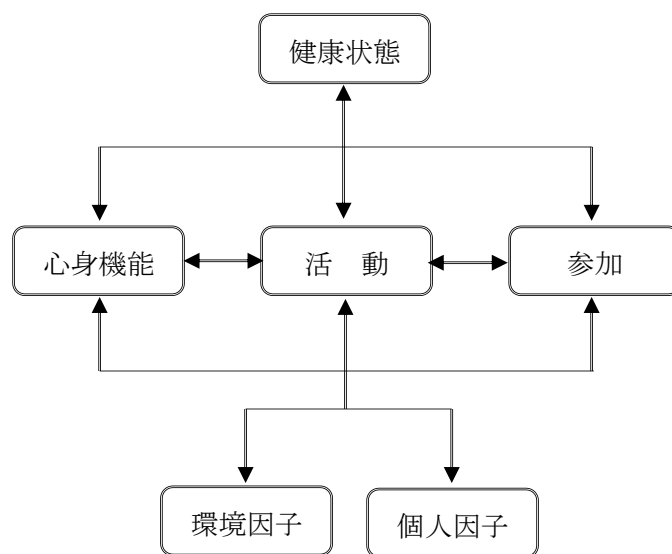 健康状態
心身機能
活　動
参加
環境因子
個人因子